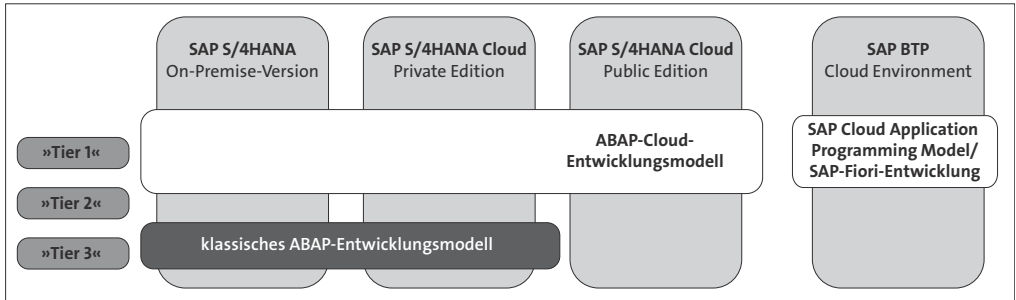 SAP S/4HANA
On-Premise-Version
SAP S/4HANA Cloud
Private Edition
SAP S/4HANA Cloud
Public Edition
SAP BTP
Cloud Environment
»Tier 1«
ABAP-Cloud-
Entwicklungsmodell
SAP Cloud Application
Programming Model/
SAP-Fiori-Entwicklung
»Tier 2«
»Tier 3«
klassisches ABAP-Entwicklungsmodell